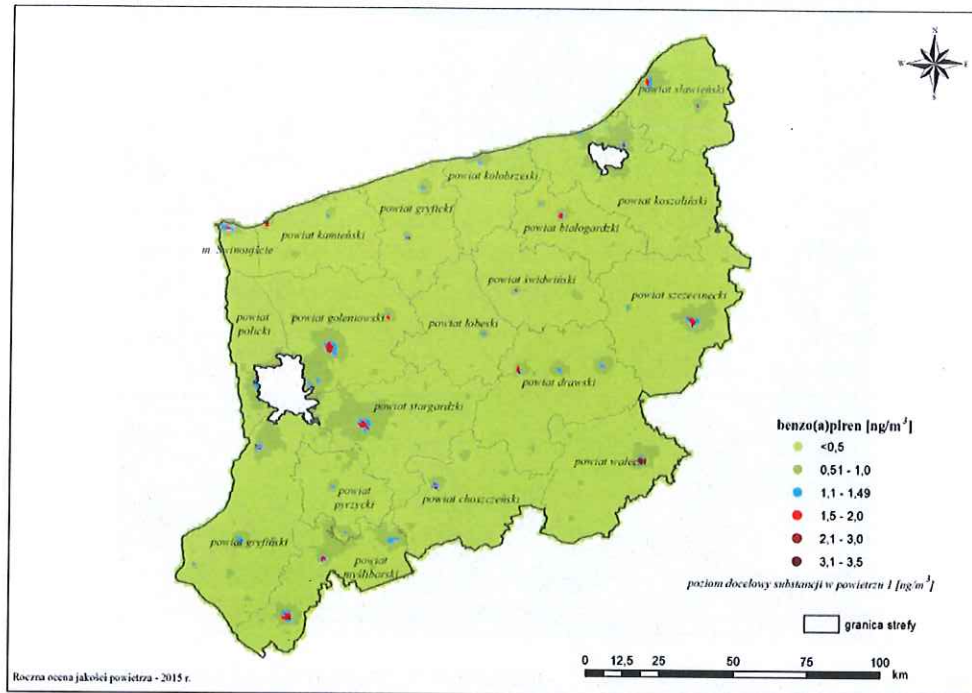 N
W E
S
powiat sławieński
powiat kołobrzeski
powiat koszaliński
powiat gryficki
powiat białogardzki
powiat kamieński
m. Świnoujście
powiat świdwiński
powiat szczecinecki
powiat policki
powiat goleniowski
powiat łobeski
powiat drawski
powiat stargardzki
benzo(a)piren [ng/m³]
<0,5
powiat wałecki
0,51 - 1,0
powiat pyrzycki
powiat choszczeński
1,1 - 1,49
1,5 - 2,0
powiat gryfiński
2,1 - 3,0
powiat myśliborski
3,1 - 3,5
poziom docelowy substancji w powietrzu 1 [ng/m³]
granica strefy
0 12,5 25 50 75 100
km
Roczna ocena jakości powietrza - 2015 r.